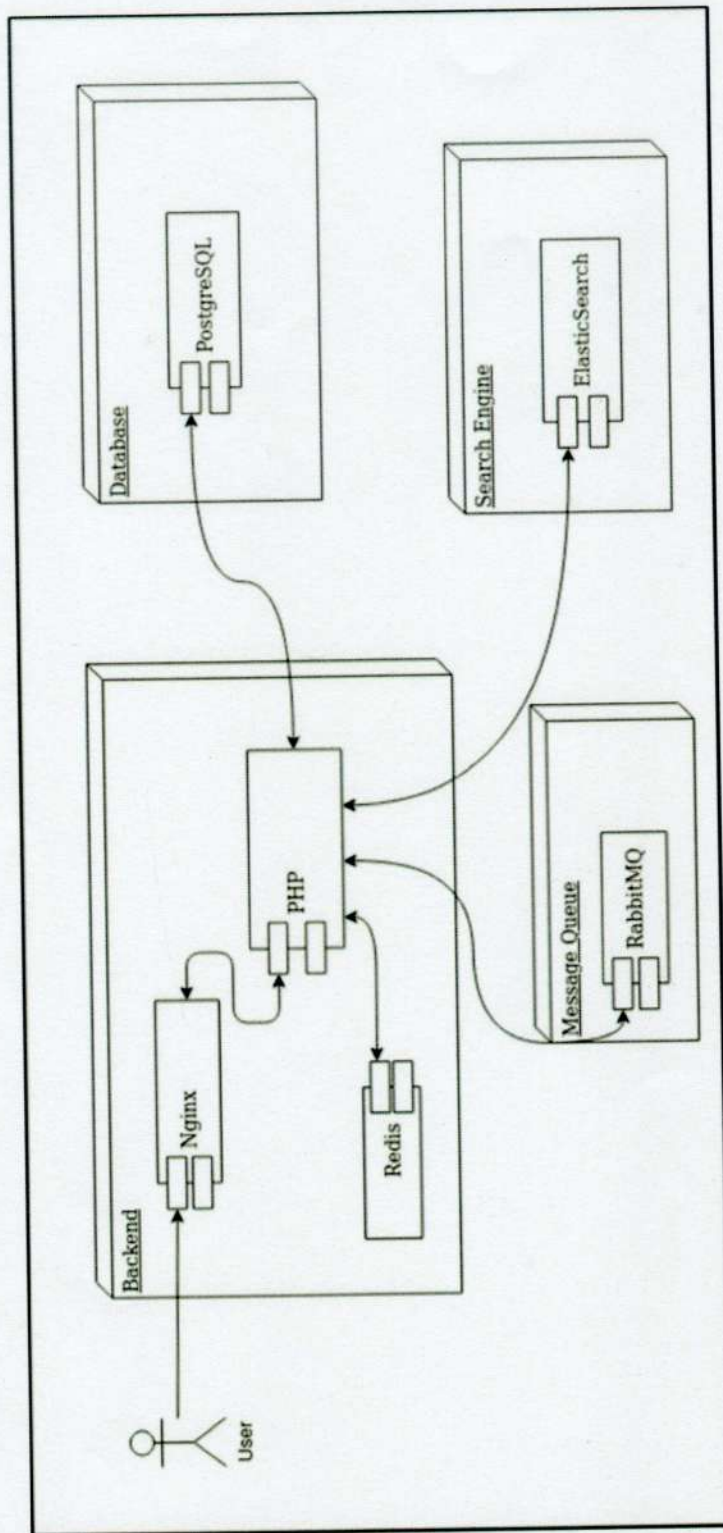 User
Backend
Nginx
PHP
Redis
Database
PostgreSQL
Message Queue
RabbitMQ
Search Engine
ElasticSearch